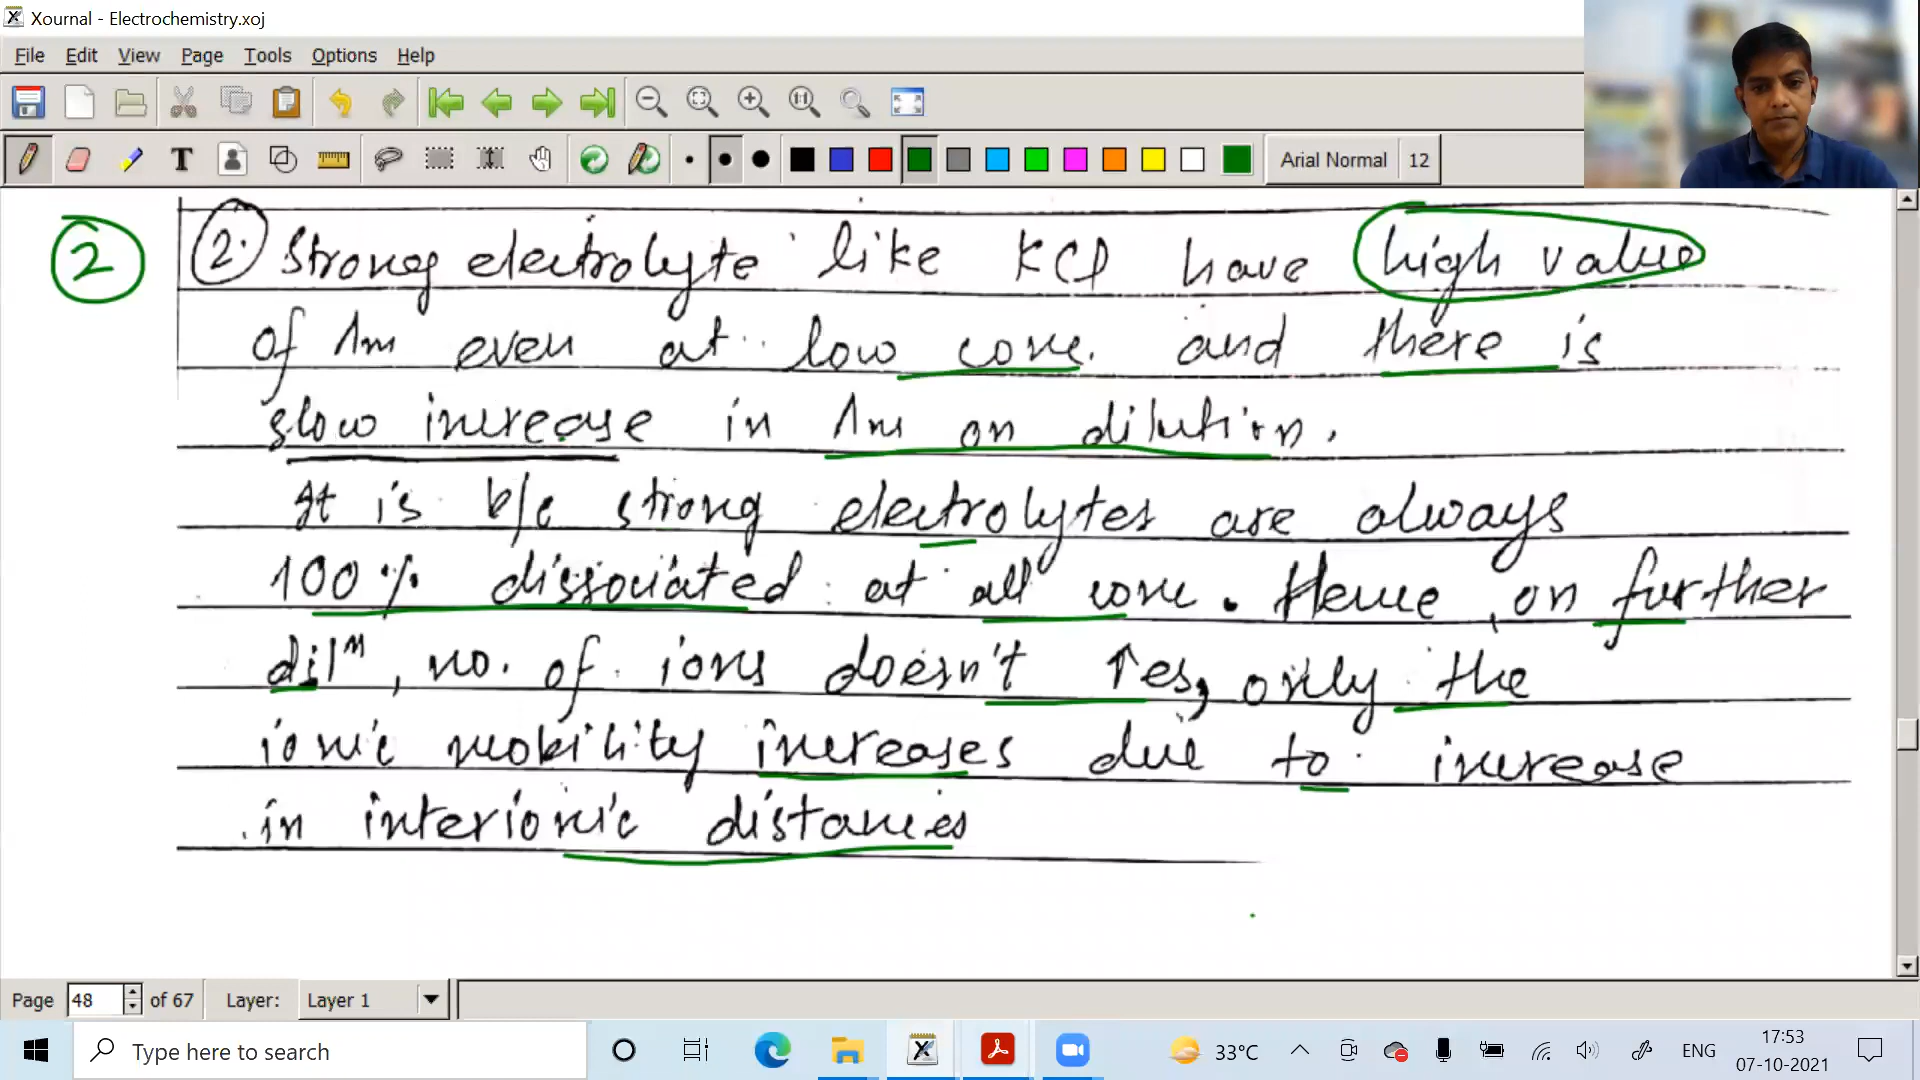 Xournal - Electrochemistry.xoj
File Edit View Page Tools Options Help
Arial Normal 12
2
2. Strong electrolyte like KCl have high value
of Λm even at low conc. and there is
slow increase in Λm on dilution.
It is b/c strong electrolytes are always
100% dissociated at all conc. Hence, on further
dilⁿ, no. of ions doesn't ↑es, only the
ionic mobility increases due to increase
in interionic distances
Page 48 of 67 Layer: Layer 1
Type here to search
33°C
ENG
17:53
07-10-2021